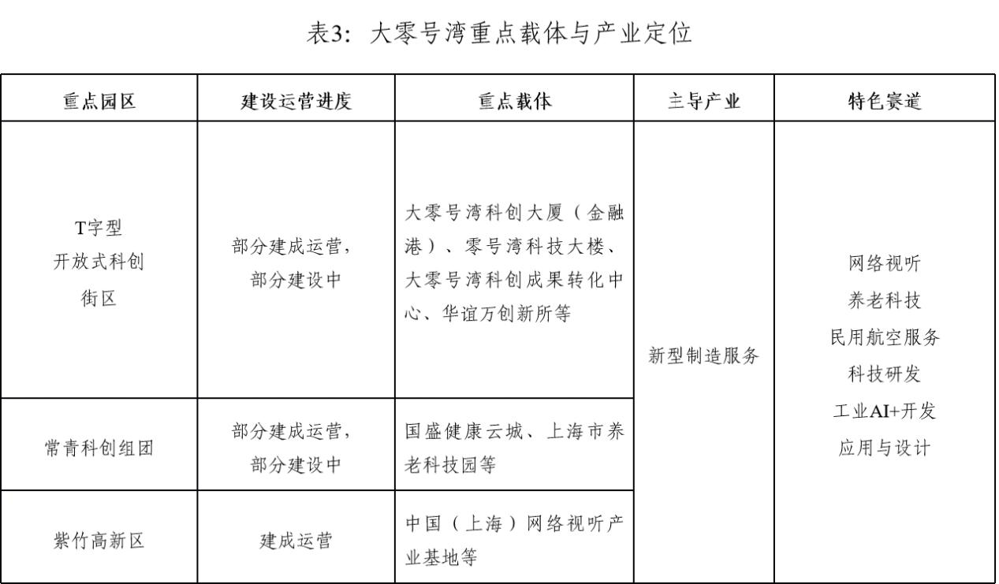 表3：大零号湾重点载体与产业定位
重点园区
建设运营进度
重点载体
主导产业
特色赛道
T字型
开放式科创
街区
部分建成运营，
部分建设中
大零号湾科创大厦（金融
港）、零号湾科技大楼、
大零号湾科创成果转化中
心、华谊万创新所等
新型制造服务
网络视听
养老科技
民用航空服务
科技研发
工业AI+开发
应用与设计
常青科创组团
部分建成运营，
部分建设中
国盛健康云城、上海市养
老科技园等
紫竹高新区
建成运营
中国（上海）网络视听产
业基地等